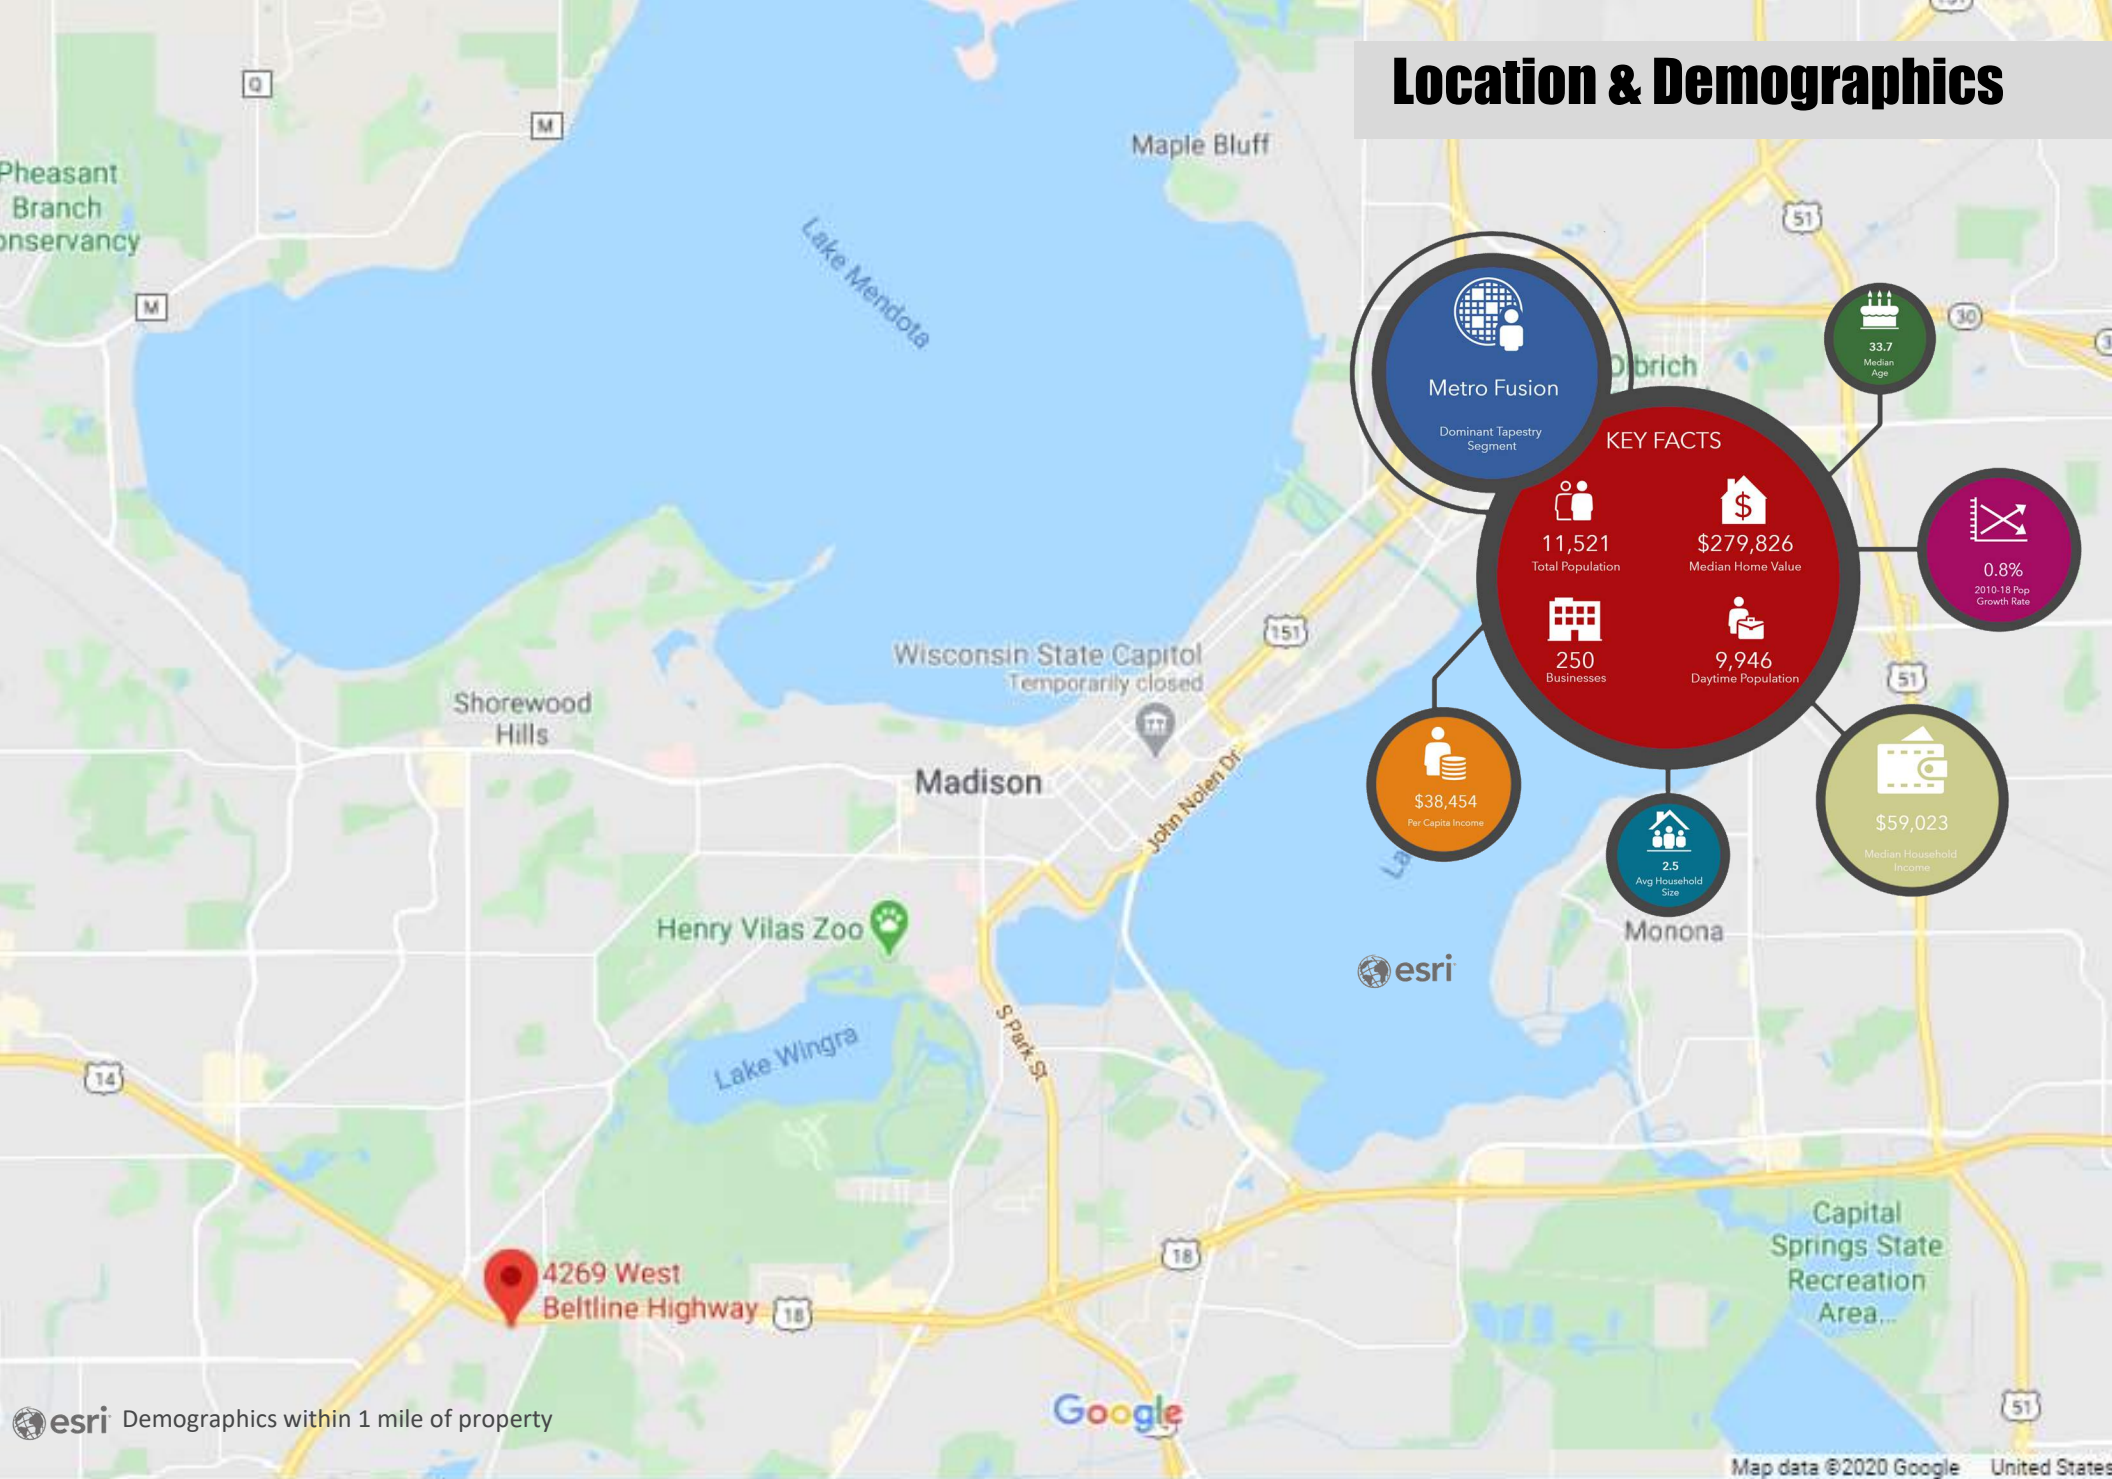 Location & Demographics
Q
M
Maple Bluff
Pheasant
Branch
onservancy
M
Lake Mendota
51
30
33.7
Median
Age
Metro Fusion
Dominant Tapestry
Segment
KEY FACTS
11,521
Total Population
$279,826
Median Home Value
250
Businesses
9,946
Daytime Population
0.8%
2010-18 Pop
Growth Rate
151
51
Wisconsin State Capitol
Temporarily closed
Shorewood
Hills
Madison
John Nolen Dr
$38,454
Per Capita Income
2.5
Avg Household
Size
$59,023
Median Household
Income
Monona
Henry Vilas Zoo
esri
S Park St
Lake Wingra
14
18
4269 West
Beltline Highway
18
Capital
Springs State
Recreation
Area...
51
Google
esri Demographics within 1 mile of property
Map data ©2020 Google United States